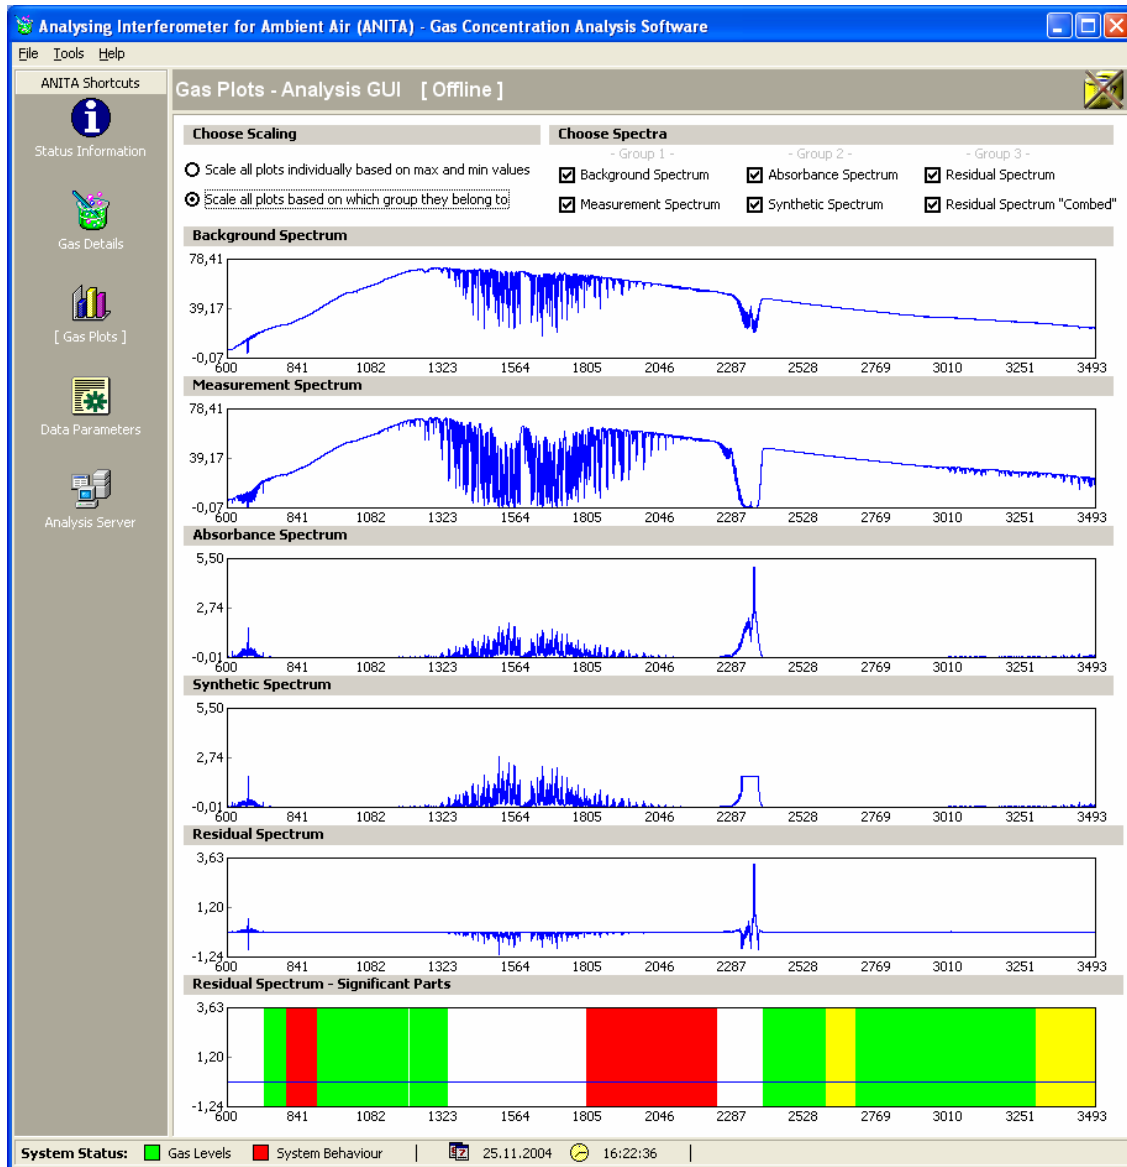 Analysing Interferometer for Ambient Air (ANITA) - Gas Concentration Analysis Software
File Tools Help
ANITA Shortcuts
Status Information
Gas Details
[ Gas Plots ]
Data Parameters
Analysis Server
Gas Plots - Analysis GUI [ Offline ]
Choose Scaling
Scale all plots individually based on max and min values
Scale all plots based on which group they belong to
Choose Spectra
- Group 1 - - Group 2 - - Group 3 -
Background Spectrum Absorbance Spectrum Residual Spectrum
Measurement Spectrum Synthetic Spectrum Residual Spectrum "Combed"
Background Spectrum
78,41
39,17
-0,07
600 841 1082 1323 1564 1805 2046 2287 2528 2769 3010 3251 3493
Measurement Spectrum
78,41
39,17
-0,07
600 841 1082 1323 1564 1805 2046 2287 2528 2769 3010 3251 3493
Absorbance Spectrum
5,50
2,74
-0,01
600 841 1082 1323 1564 1805 2046 2287 2528 2769 3010 3251 3493
Synthetic Spectrum
5,50
2,74
-0,01
600 841 1082 1323 1564 1805 2046 2287 2528 2769 3010 3251 3493
Residual Spectrum
3,63
1,20
-1,24
600 841 1082 1323 1564 1805 2046 2287 2528 2769 3010 3251 3493
Residual Spectrum - Significant Parts
3,63
1,20
-1,24
600 841 1082 1323 1564 1805 2046 2287 2528 2769 3010 3251 3493
System Status: Gas Levels System Behaviour 25.11.2004 16:22:36